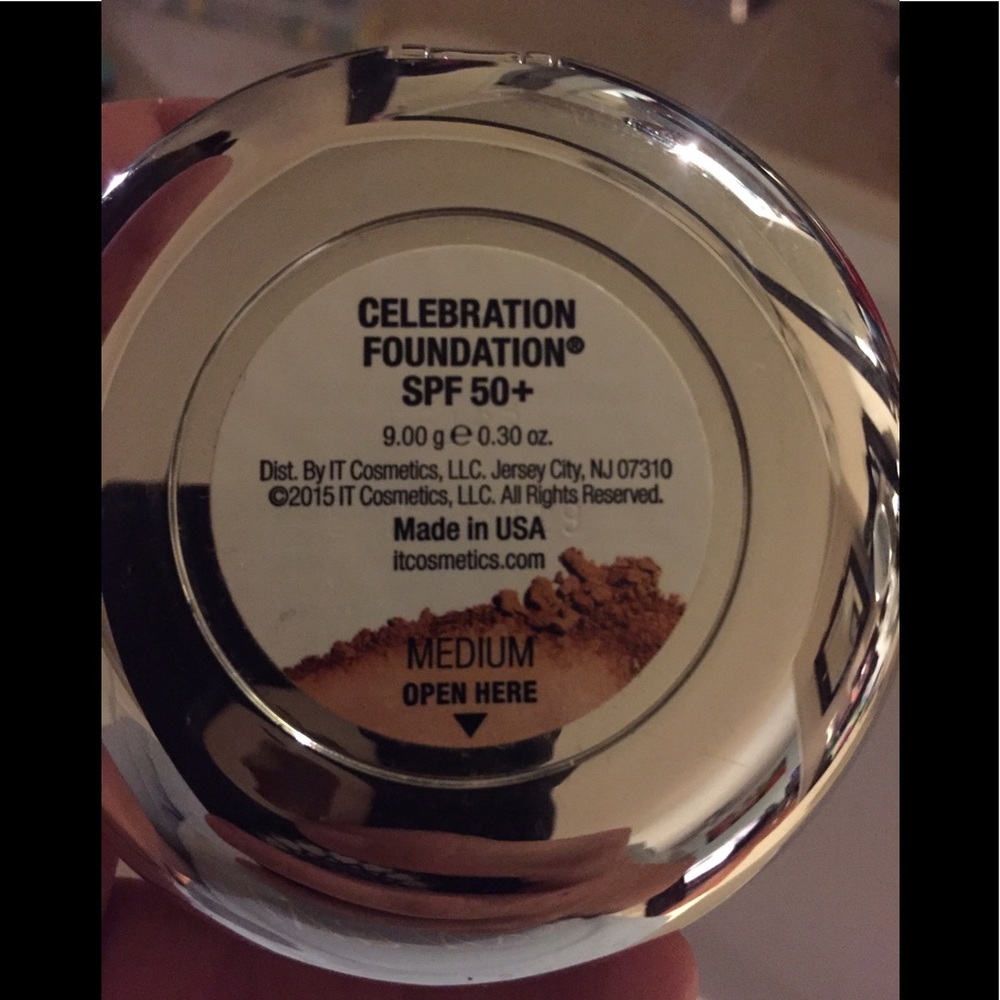 CELEBRATION
FOUNDATION®
SPF 50+
9.00 g ℮ 0.30 oz.
Dist. By IT Cosmetics, LLC. Jersey City, NJ 07310
©2015 IT Cosmetics, LLC. All Rights Reserved.
Made in USA
itcosmetics.com
MEDIUM
OPEN HERE